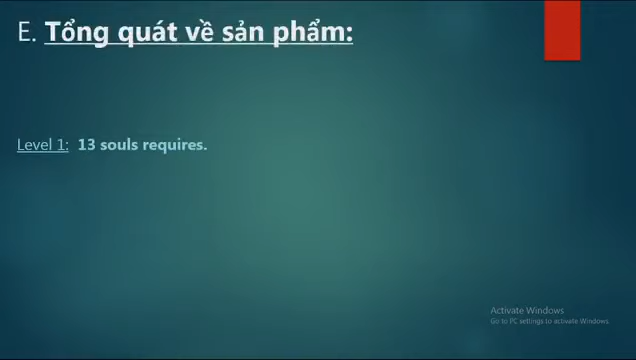 E. Tổng quát về sản phẩm:
Level 1: 13 souls requires.
Activate Windows
Go to PC settings to activate Windows.